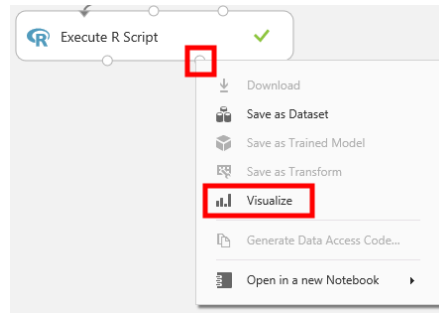 Execute R Script
Download
Save as Dataset
Save as Trained Model
Save as Transform
Visualize
Generate Data Access Code...
Open in a new Notebook